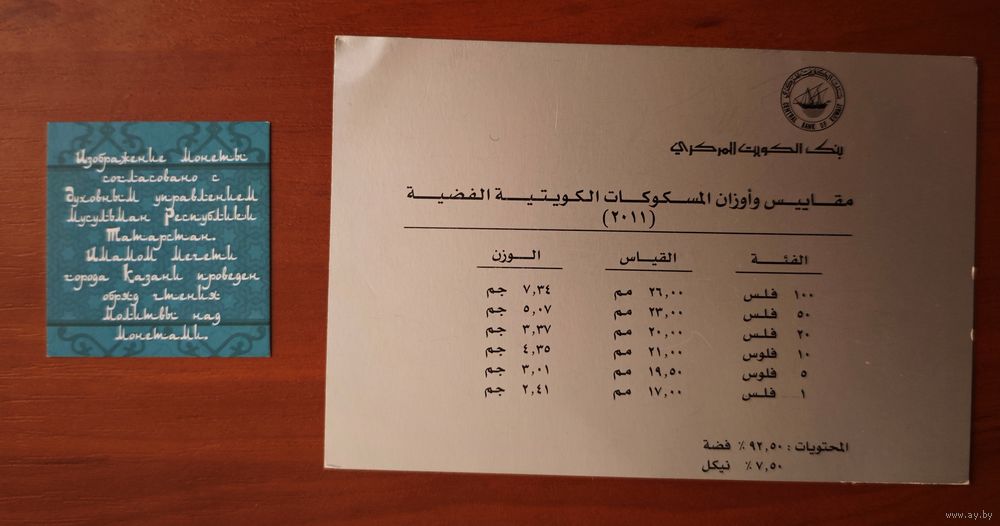 Изображение монеты
согласовано с
Духовным управлением
Мусульман Республики
Татарстан.
Имамом мечети
города Казани проведен
обряд чтения
Молитвы над
монетами.
CENTRAL BANK OF KUWAIT
بنك الكويت المركزي
مقاييس وأوزان المسكوكات الكويتية الفضية
(٢٠١١)
الفئة القياس الوزن
١٠٠ فلس ٢٦,٠٠ مم ٧,٣٤ جم
٥٠ فلس ٢٣,٠٠ مم ٥,٠٧ جم
٢٠ فلس ٢٠,٠٠ مم ٣,٣٧ جم
١٠ فلوس ٢١,٠٠ مم ٤,٣٥ جم
٥ فلوس ١٩,٥٠ مم ٣,٠١ جم
١ فلس ١٧,٠٠ مم ٢,٤١ جم
المحتويات : ٩٢,٥٠ ٪ فضة
٧,٥٠ ٪ نيكل
www.ay.by